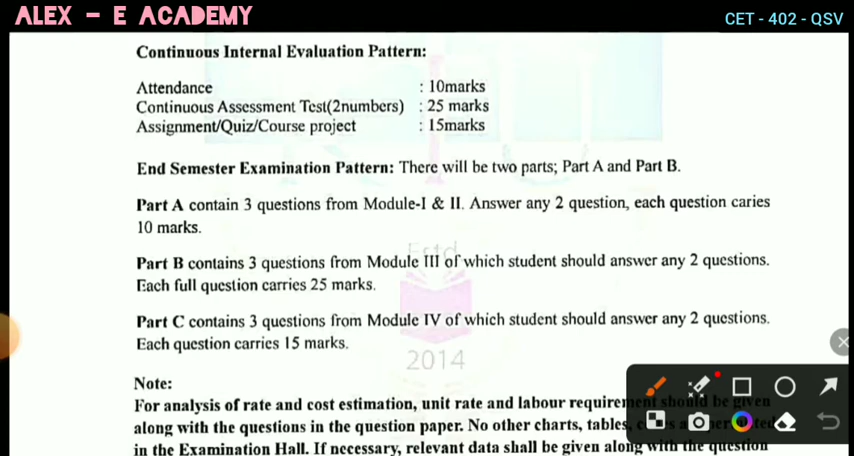 ALEX - E ACADEMY
CET - 402 - QSV
Continuous Internal Evaluation Pattern:
Attendance : 10marks
Continuous Assessment Test(2numbers) : 25 marks
Assignment/Quiz/Course project : 15marks
End Semester Examination Pattern: There will be two parts; Part A and Part B.
Part A contain 3 questions from Module-I & II. Answer any 2 question, each question caries
10 marks.
Part B contains 3 questions from Module III of which student should answer any 2 questions.
Each full question carries 25 marks.
Part C contains 3 questions from Module IV of which student should answer any 2 questions.
Each question carries 15 marks.
Estd
2014
Note:
For analysis of rate and cost estimation, unit rate and labour requirement should be given
along with the questions in the question paper. No other charts, tables,
in the Examination Hall. If necessary, relevant data shall be given along with the question